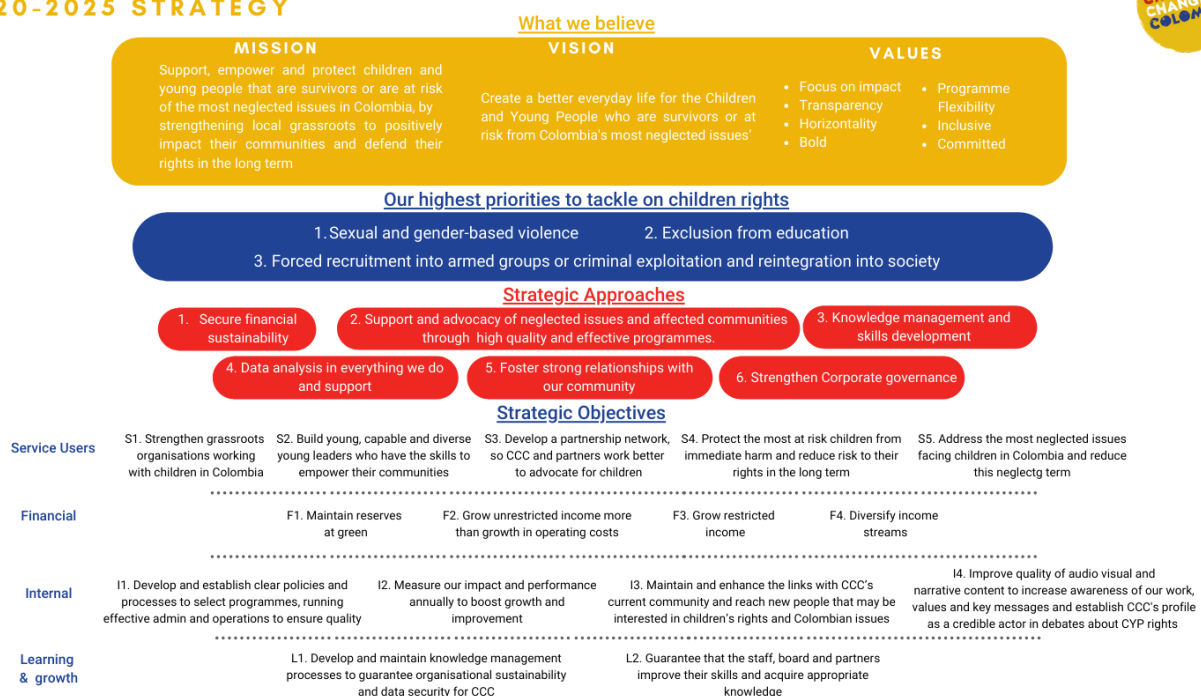 20-2025 STRATEGY
CHANG
COLOM
What we believe
MISSION
Support, empower and protect children and
young people that are survivors or are at risk
of the most neglected issues in Colombia, by
strengthening local grassroots to positively
impact their communities and defend their
rights in the long term
VISION
Create a better everyday life for the Children
and Young People who are survivors or at
risk from Colombia's most neglected issues'
VALUES
• Focus on impact
• Transparency
• Horizontality
• Bold
• Programme
Flexibility
• Inclusive
• Committed
Our highest priorities to tackle on children rights
1. Sexual and gender-based violence
2. Exclusion from education
3. Forced recruitment into armed groups or criminal exploitation and reintegration into society
Strategic Approaches
1. Secure financial
sustainability
2. Support and advocacy of neglected issues and affected communities
through high quality and effective programmes.
3. Knowledge management and
skills development
4. Data analysis in everything we do
and support
5. Foster strong relationships with
our community
6. Strengthen Corporate governance
Strategic Objectives
Service Users
S1. Strengthen grassroots
organisations working
with children in Colombia
S2. Build young, capable and diverse
young leaders who have the skills to
empower their communities
S3. Develop a partnership network,
so CCC and partners work better
to advocate for children
S4. Protect the most at risk children from
immediate harm and reduce risk to their
rights in the long term
S5. Address the most neglected issues
facing children in Colombia and reduce
this neglectg term
Financial
F1. Maintain reserves
at green
F2. Grow unrestricted income more
than growth in operating costs
F3. Grow restricted
income
F4. Diversify income
streams
Internal
I1. Develop and establish clear policies and
processes to select programmes, running
effective admin and operations to ensure quality
I2. Measure our impact and performance
annually to boost growth and
improvement
I3. Maintain and enhance the links with CCC's
current community and reach new people that may be
interested in children's rights and Colombian issues
I4. Improve quality of audio visual and
narrative content to increase awareness of our work,
values and key messages and establish CCC's profile
as a credible actor in debates about CYP rights
Learning
& growth
L1. Develop and maintain knowledge management
processes to guarantee organisational sustainability
and data security for CCC
L2. Guarantee that the staff, board and partners
improve their skills and acquire appropriate
knowledge